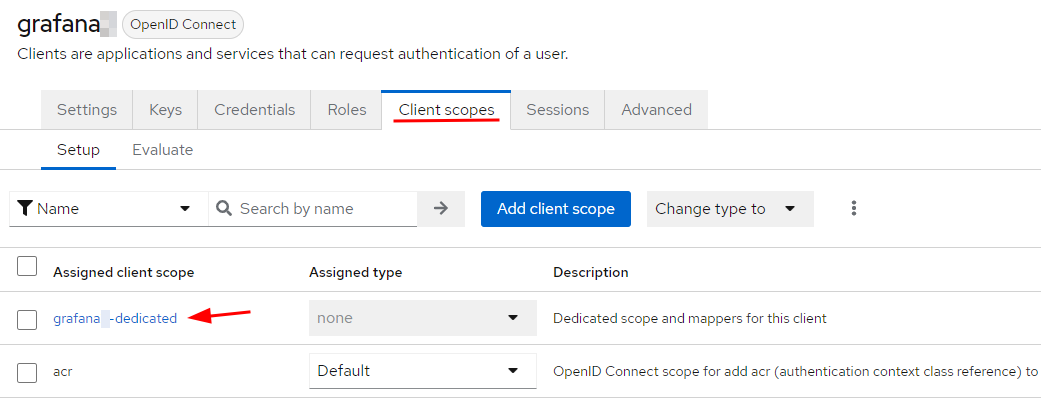 grafana OpenID Connect
Clients are applications and services that can request authentication of a user.
Settings Keys Credentials Roles Client scopes Sessions Advanced
Setup Evaluate
Name Search by name Add client scope Change type to
Assigned client scope Assigned type Description
grafana -dedicated none Dedicated scope and mappers for this client
acr Default OpenID Connect scope for add acr (authentication context class reference) to